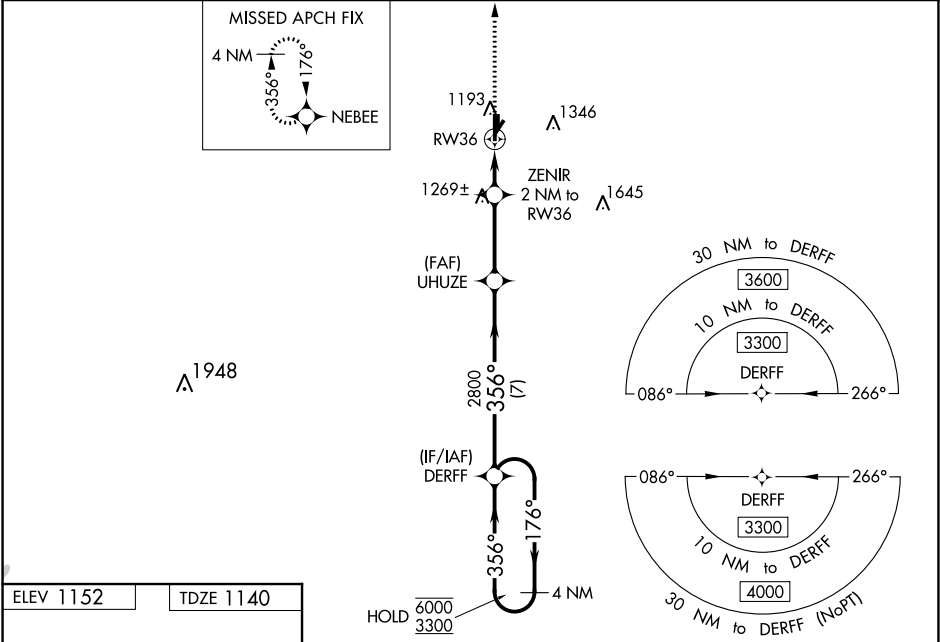 MISSED APCH FIX
4 NM
356°
176°
NEBEE
1193
1346
RW36
1269±
ZENIR
2 NM to
RW36
1645
(FAF)
UHUZE
1948
2800
356°
(7)
(IF/IAF)
DERFF
356°
176°
4 NM
HOLD
6000
3300
30 NM to DERFF
3600
10 NM to DERFF
3300
DERFF
086°
266°
086°
266°
DERFF
3300
10 NM to DERFF
4000
30 NM to DERFF (NoPT)
ELEV 1152
TDZE 1140